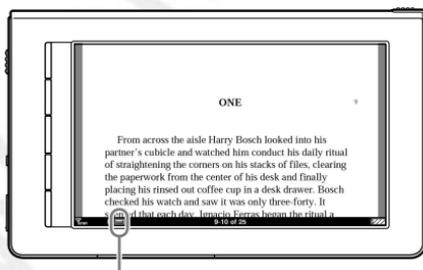 ONE
9
From across the aisle Harry Bosch looked into his
partner's cubicle and watched him conduct his daily ritual
of straightening the corners on his stacks of files, clearing
the paperwork from the center of his desk and finally
placing his rinsed out coffee cup in a desk drawer. Bosch
checked his watch and saw it was only three-forty. It
that each day, Ignacio Ferras began the ritual a
9-10 of 25